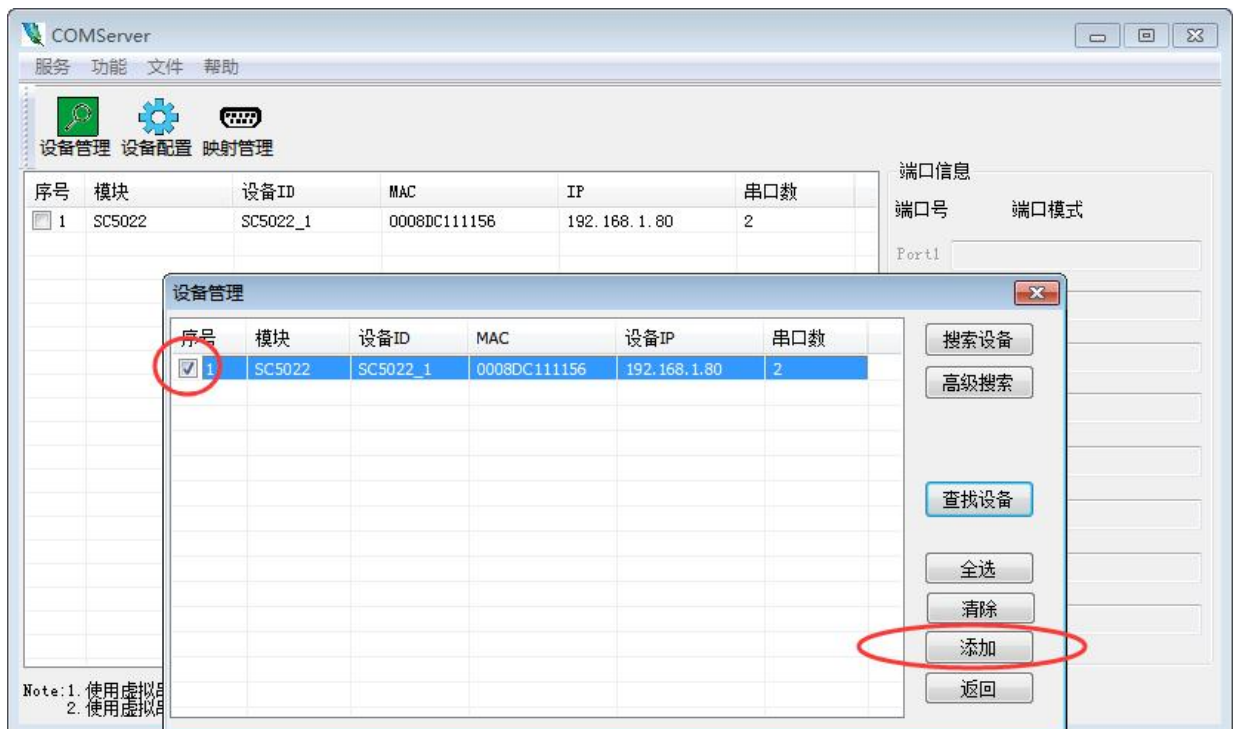 COMServer
服务 功能 文件 帮助
设备管理 设备配置 映射管理
序号 模块 设备ID MAC IP 串口数
1 SC5022 SC5022_1 0008DC111156 192.168.1.80 2
端口信息
端口号 端口模式
Port1
设备管理
序号 模块 设备ID MAC 设备IP 串口数
1 SC5022 SC5022_1 0008DC111156 192.168.1.80 2
搜索设备
高级搜索
查找设备
全选
清除
添加
返回
Note:1.使用虚拟串
2.使用虚拟串